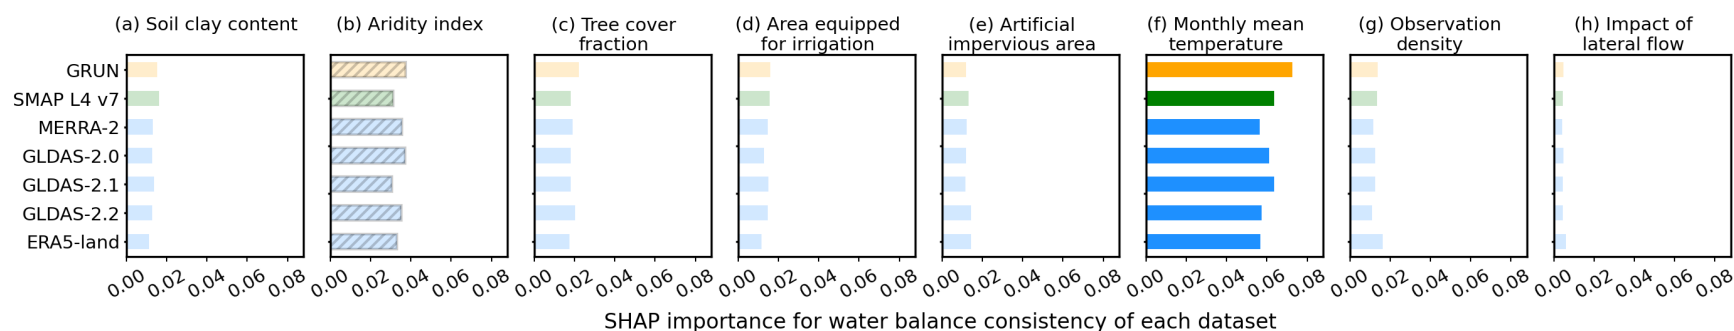 (a) Soil clay content
(b) Aridity index
(c) Tree cover
fraction
(d) Area equipped
for irrigation
(e) Artificial
impervious area
(f) Monthly mean
temperature
(g) Observation
density
(h) Impact of
lateral flow
GRUN
SMAP L4 v7
MERRA-2
GLDAS-2.0
GLDAS-2.1
GLDAS-2.2
ERA5-land
0.00 0.02 0.04 0.06 0.08
0.00 0.02 0.04 0.06 0.08
0.00 0.02 0.04 0.06 0.08
0.00 0.02 0.04 0.06 0.08
0.00 0.02 0.04 0.06 0.08
0.00 0.02 0.04 0.06 0.08
0.00 0.02 0.04 0.06 0.08
0.00 0.02 0.04 0.06 0.08
SHAP importance for water balance consistency of each dataset